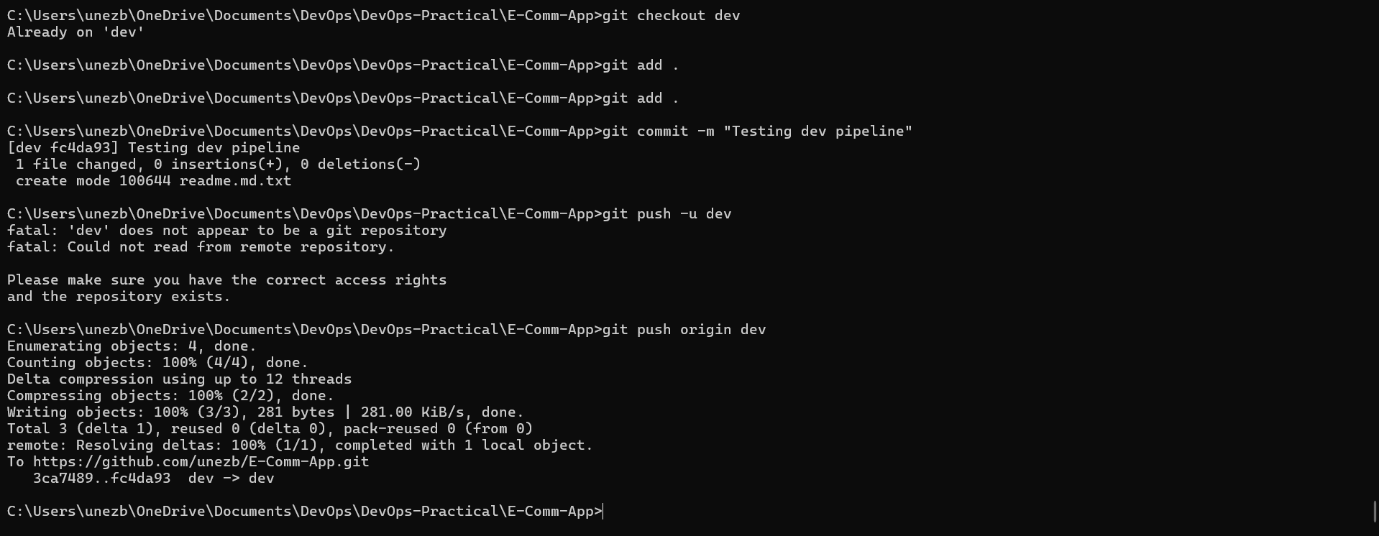 C:\Users\unezb\OneDrive\Documents\DevOps\DevOps-Practical\E-Comm-App>git checkout dev
Already on 'dev'
C:\Users\unezb\OneDrive\Documents\DevOps\DevOps-Practical\E-Comm-App>git add .
C:\Users\unezb\OneDrive\Documents\DevOps\DevOps-Practical\E-Comm-App>git add .
C:\Users\unezb\OneDrive\Documents\DevOps\DevOps-Practical\E-Comm-App>git commit -m "Testing dev pipeline"
[dev fc4da93] Testing dev pipeline
 1 file changed, 0 insertions(+), 0 deletions(-)
 create mode 100644 readme.md.txt
C:\Users\unezb\OneDrive\Documents\DevOps\DevOps-Practical\E-Comm-App>git push -u dev
fatal: 'dev' does not appear to be a git repository
fatal: Could not read from remote repository.
Please make sure you have the correct access rights
and the repository exists.
C:\Users\unezb\OneDrive\Documents\DevOps\DevOps-Practical\E-Comm-App>git push origin dev
Enumerating objects: 4, done.
Counting objects: 100% (4/4), done.
Delta compression using up to 12 threads
Compressing objects: 100% (2/2), done.
Writing objects: 100% (3/3), 281 bytes | 281.00 KiB/s, done.
Total 3 (delta 1), reused 0 (delta 0), pack-reused 0 (from 0)
remote: Resolving deltas: 100% (1/1), completed with 1 local object.
To https://github.com/unezb/E-Comm-App.git
   3ca7489..fc4da93  dev -> dev
C:\Users\unezb\OneDrive\Documents\DevOps\DevOps-Practical\E-Comm-App>